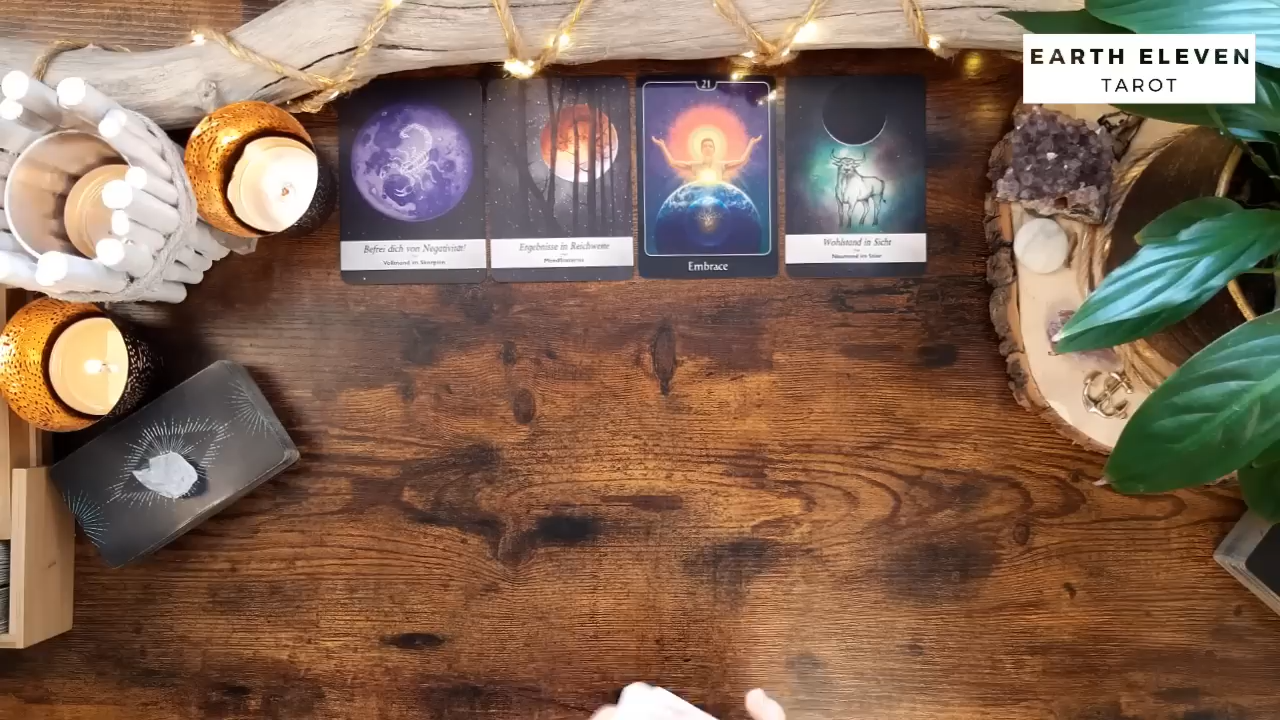 EARTH ELEVEN
TAROT
Befrei dich von Negativität!
Vollmond im Skorpion
Ergebnisse in Reichweite
Mondfinsternis
21
Embrace
Wohlstand in Sicht
Neumond im Stier